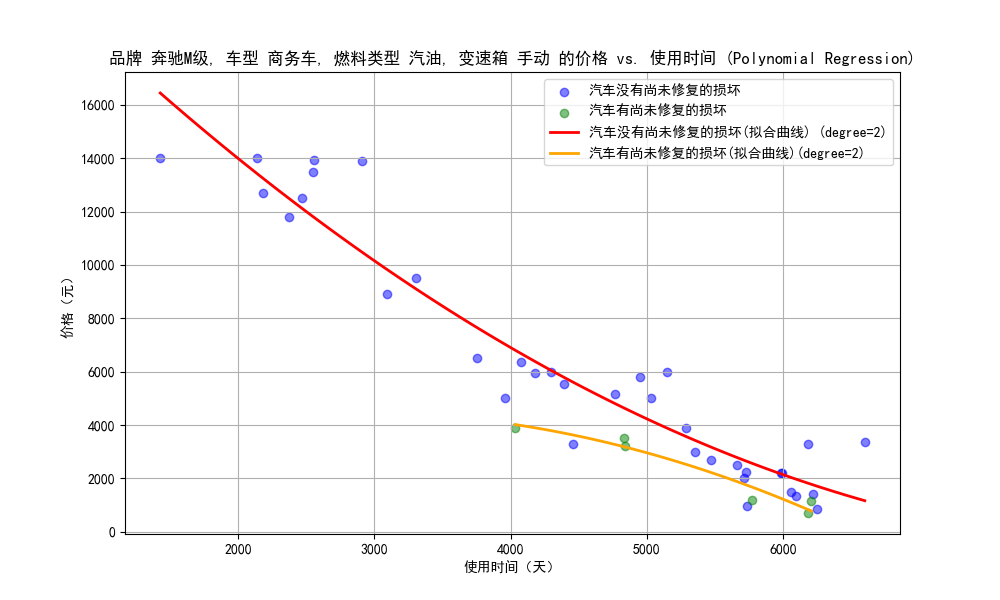 品牌 奔驰M级, 车型 商务车, 燃料类型 汽油, 变速箱 手动 的价格 vs. 使用时间 (Polynomial Regression)
汽车没有尚未修复的损坏
汽车有尚未修复的损坏
汽车没有尚未修复的损坏(拟合曲线) (degree=2)
汽车有尚未修复的损坏(拟合曲线)(degree=2)
价格（元）
16000
14000
12000
10000
8000
6000
4000
2000
0
2000
3000
4000
5000
6000
使用时间（天）